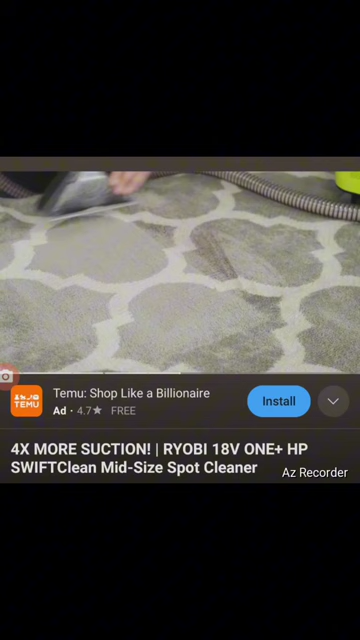 TEMU
Temu: Shop Like a Billionaire
Ad • 4.7★ FREE
Install
4X MORE SUCTION! | RYOBI 18V ONE+ HP
SWIFTClean Mid-Size Spot Cleaner
Az Recorder